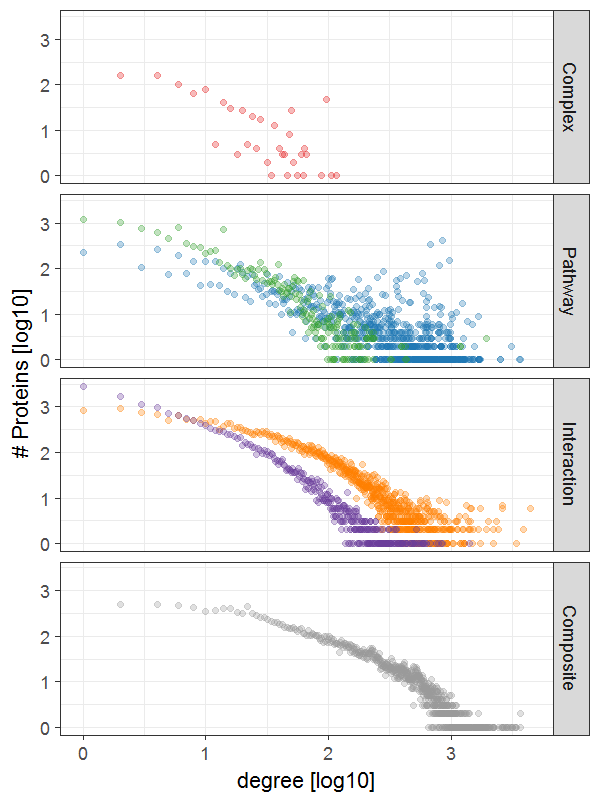 3
2
1
0
Complex
3
2
1
0
Pathway
3
2
1
0
Interaction
3
2
1
0
Composite
# Proteins [log10]
0 1 2 3
degree [log10]